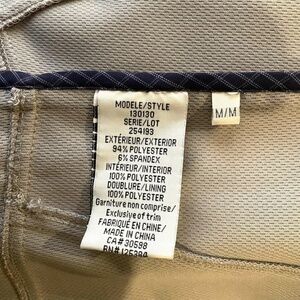 MODELE/STYLE
130130
SERIE/LOT
254193
EXTÉRIEUR/EXTERIOR
94% POLYESTER
6% SPANDEX
INTÉRIEUR/INTERIOR
100% POLYESTER
DOUBLURE/LINING
100% POLYESTER
Garniture non comprise/
Exclusive of trim
FABRIQUÉ EN CHINE/
MADE IN CHINA
CA# 30598
M/M